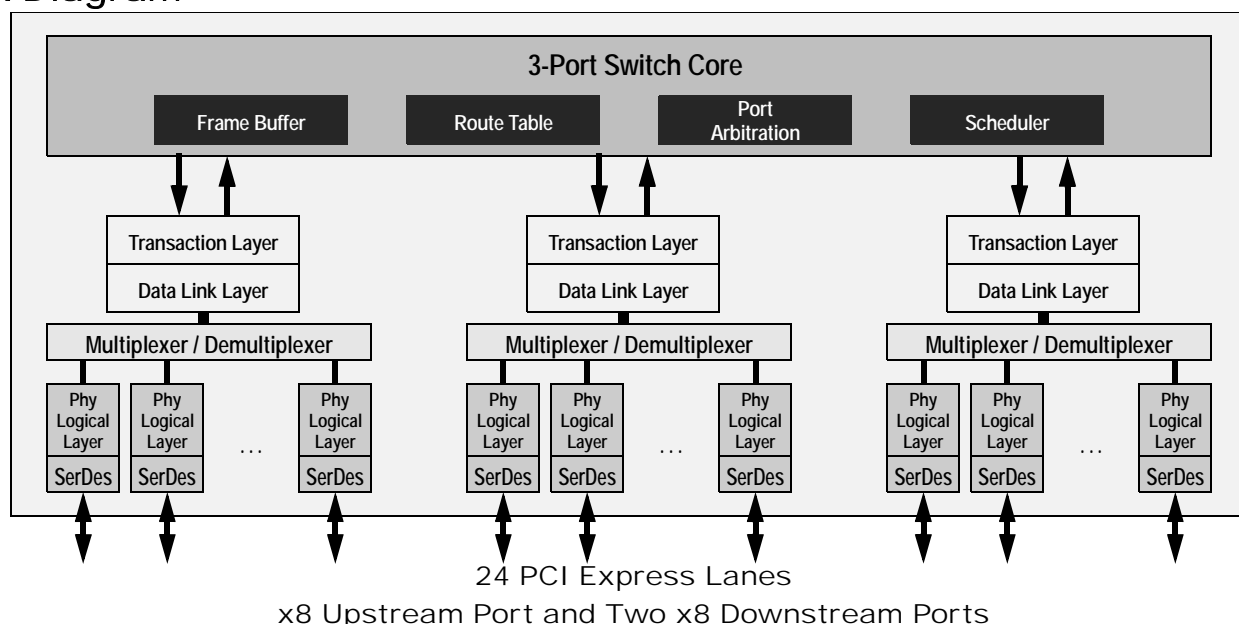 Diagram
3-Port Switch Core
Frame Buffer
Route Table
Port
Arbitration
Scheduler
Transaction Layer
Data Link Layer
Multiplexer / Demultiplexer
Phy
Logical
Layer
SerDes
Phy
Logical
Layer
SerDes
...
Phy
Logical
Layer
SerDes
Transaction Layer
Data Link Layer
Multiplexer / Demultiplexer
Phy
Logical
Layer
SerDes
Phy
Logical
Layer
SerDes
...
Phy
Logical
Layer
SerDes
Transaction Layer
Data Link Layer
Multiplexer / Demultiplexer
Phy
Logical
Layer
SerDes
Phy
Logical
Layer
SerDes
...
Phy
Logical
Layer
SerDes
24 PCI Express Lanes
x8 Upstream Port and Two x8 Downstream Ports